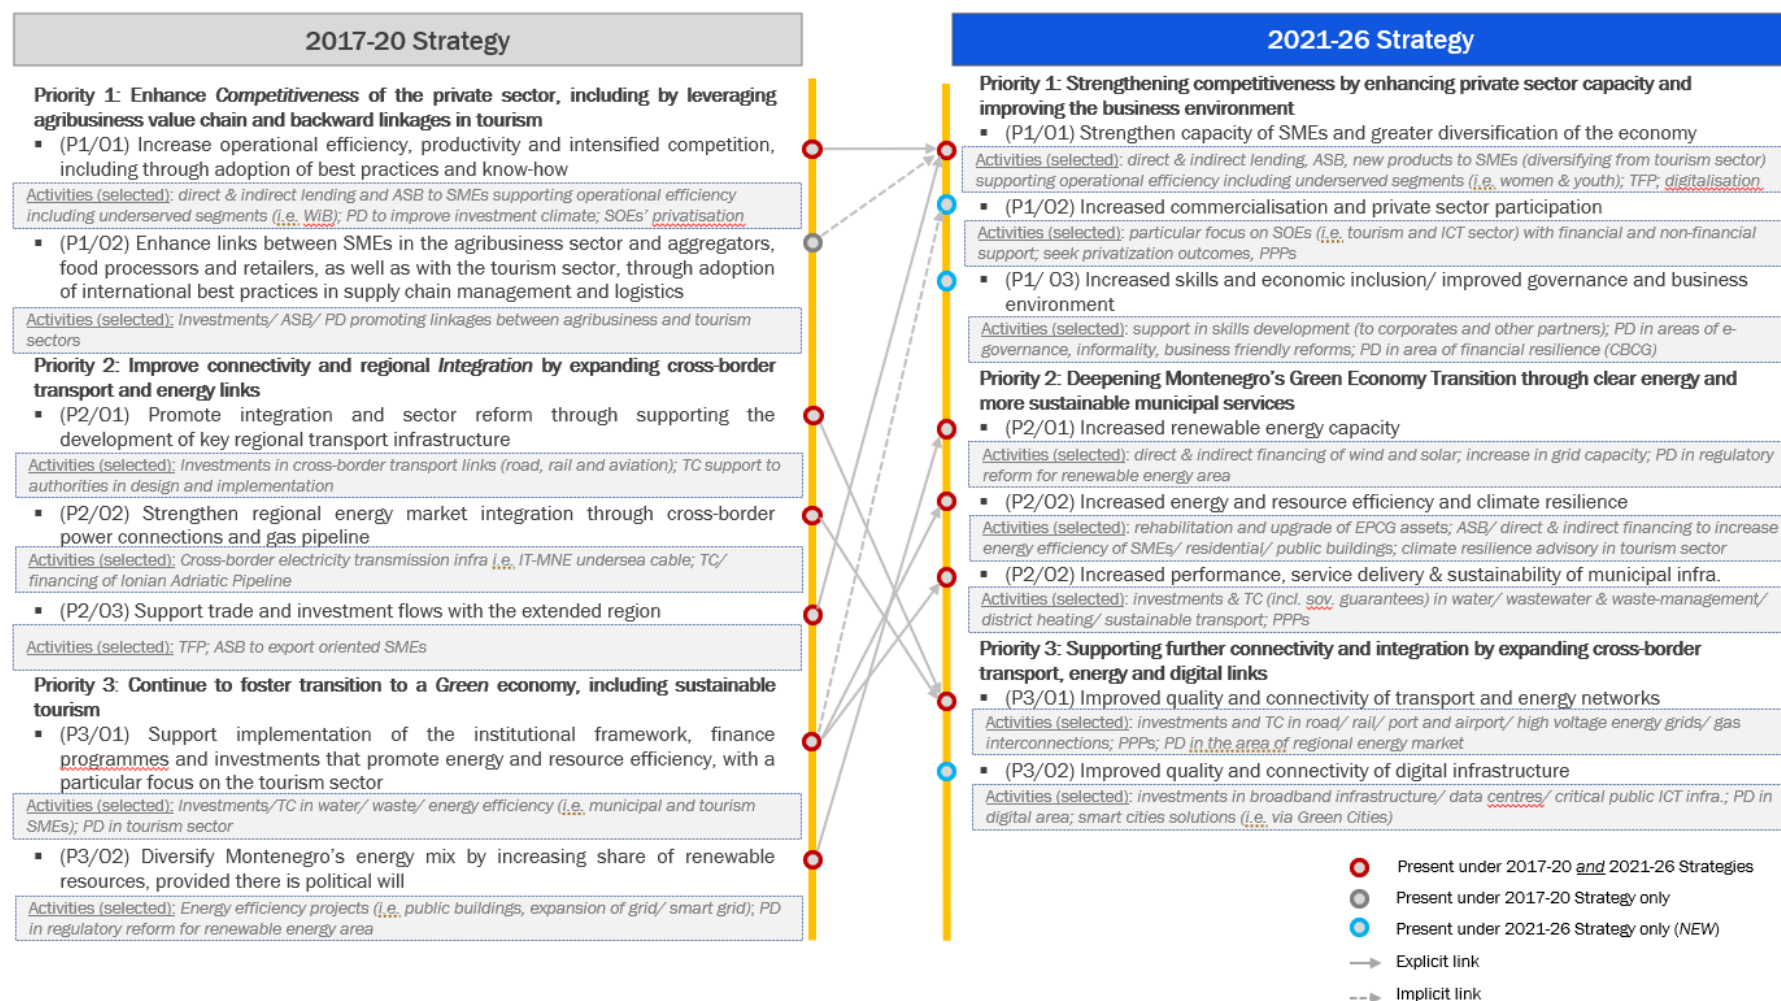 2017-20 Strategy
Priority 1: Enhance Competitiveness of the private sector, including by leveraging
agribusiness value chain and backward linkages in tourism
▪ (P1/O1) Increase operational efficiency, productivity and intensified competition,
including through adoption of best practices and know-how
Activities (selected): direct & indirect lending and ASB to SMEs supporting operational efficiency
including underserved segments (i.e. WiB); PD to improve investment climate; SOEs' privatisation
▪ (P1/O2) Enhance links between SMEs in the agribusiness sector and aggregators,
food processors and retailers, as well as with the tourism sector, through adoption
of international best practices in supply chain management and logistics
Activities (selected): Investments/ ASB/ PD promoting linkages between agribusiness and tourism
sectors
Priority 2: Improve connectivity and regional Integration by expanding cross-border
transport and energy links
▪ (P2/O1) Promote integration and sector reform through supporting the
development of key regional transport infrastructure
Activities (selected): Investments in cross-border transport links (road, rail and aviation); TC support to
authorities in design and implementation
▪ (P2/O2) Strengthen regional energy market integration through cross-border
power connections and gas pipeline
Activities (selected): Cross-border electricity transmission infra i.e. IT-MNE undersea cable; TC/
financing of Ionian Adriatic Pipeline
▪ (P2/O3) Support trade and investment flows with the extended region
Activities (selected): TFP; ASB to export oriented SMEs
Priority 3: Continue to foster transition to a Green economy, including sustainable
tourism
▪ (P3/O1) Support implementation of the institutional framework, finance
programmes and investments that promote energy and resource efficiency, with a
particular focus on the tourism sector
Activities (selected): Investments/TC in water/ waste/ energy efficiency (i.e. municipal and tourism
SMEs); PD in tourism sector
▪ (P3/O2) Diversify Montenegro's energy mix by increasing share of renewable
resources, provided there is political will
Activities (selected): Energy efficiency projects (i.e. public buildings, expansion of grid/ smart grid); PD
in regulatory reform for renewable energy area
2021-26 Strategy
Priority 1: Strengthening competitiveness by enhancing private sector capacity and
improving the business environment
▪ (P1/O1) Strengthen capacity of SMEs and greater diversification of the economy
Activities (selected): direct & indirect lending, ASB, new products to SMEs (diversifying from tourism sector)
supporting operational efficiency including underserved segments (i.e. women & youth); TFP; digitalisation
▪ (P1/O2) Increased commercialisation and private sector participation
Activities (selected): particular focus on SOEs (i.e. tourism and ICT sector) with financial and non-financial
support; seek privatization outcomes, PPPs
▪ (P1/ O3) Increased skills and economic inclusion/ improved governance and business
environment
Activities (selected): support in skills development (to corporates and other partners); PD in areas of e-
governance, informality, business friendly reforms; PD in area of financial resilience (CBCG)
Priority 2: Deepening Montenegro's Green Economy Transition through clear energy and
more sustainable municipal services
▪ (P2/O1) Increased renewable energy capacity
Activities (selected): direct & indirect financing of wind and solar; increase in grid capacity; PD in regulatory
reform for renewable energy area
▪ (P2/O2) Increased energy and resource efficiency and climate resilience
Activities (selected): rehabilitation and upgrade of EPCG assets; ASB/ direct & indirect financing to increase
energy efficiency of SMEs/ residential/ public buildings; climate resilience advisory in tourism sector
▪ (P2/O2) Increased performance, service delivery & sustainability of municipal infra.
Activities (selected): investments & TC (incl. sov. guarantees) in water/ wastewater & waste-management/
district heating/ sustainable transport; PPPs
Priority 3: Supporting further connectivity and integration by expanding cross-border
transport, energy and digital links
▪ (P3/O1) Improved quality and connectivity of transport and energy networks
Activities (selected): investments and TC in road/ rail/ port and airport/ high voltage energy grids/ gas
interconnections; PPPs; PD in the area of regional energy market
▪ (P3/O2) Improved quality and connectivity of digital infrastructure
Activities (selected): investments in broadband infrastructure/ data centres/ critical public ICT infra.; PD in
digital area; smart cities solutions (i.e. via Green Cities)
Present under 2017-20 and 2021-26 Strategies
Present under 2017-20 Strategy only
Present under 2021-26 Strategy only (NEW)
Explicit link
Implicit link